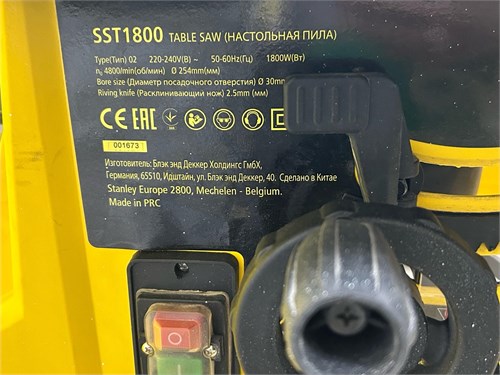 SST1800 TABLE SAW (НАСТОЛЬНАЯ ПИЛА)
Type(Тип) 02 220-240V(В) ~ 50-60Hz(Гц) 1800W(Вт)
n₀ 4800/min(об/мин) Ø 254mm(мм)
Bore size (Диаметр посадочного отверстия) Ø 30mm
Riving knife (Расклинивающий нож) 2.5mm (мм)
CE EAC
001673
Изготовитель: Блэк энд Деккер Холдингс ГмбХ,
Германия, 65510, Идштайн, ул. Блэк энд Деккер, 40. Сделано в Китае
Stanley Europe 2800, Mechelen - Belgium.
Made in PRC